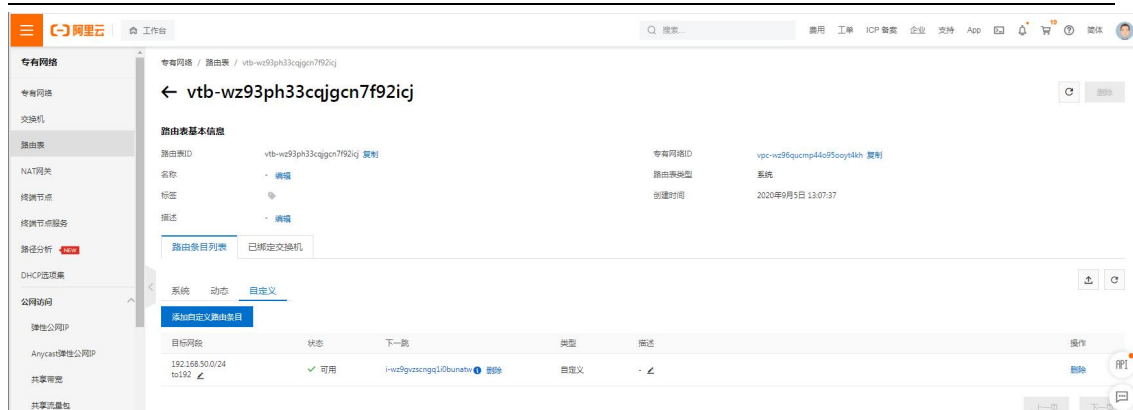 阿里云 工作台 搜索... 费用 工单 ICP 备案 企业 支持 App 19 简体
专有网络
专有网络
交换机
路由表
NAT网关
终端节点
终端节点服务
路径分析 NEW
DHCP选项集
公网访问
弹性公网IP
Anycast弹性公网IP
共享带宽
共享流量包
专有网络 / 路由表 / vtb-wz93ph33cqjgcn7f92icj
← vtb-wz93ph33cqjgcn7f92icj 删除
路由表基本信息
路由表ID vtb-wz93ph33cqjgcn7f92icj 复制 专有网络ID vpc-wz96qucmp44o95ooyt4kh 复制
名称 - 编辑 路由表类型 系统
标签 创建时间 2020年9月5日 13:07:37
描述 - 编辑
路由条目列表 已绑定交换机
系统 动态 自定义
添加自定义路由条目
目标网段 状态 下一跳 类型 描述 操作
192.168.50.0/24 可用 i-wz9gvzscngq1i0bunatw 删除 自定义 - 删除
to192
API
上一页 下一页